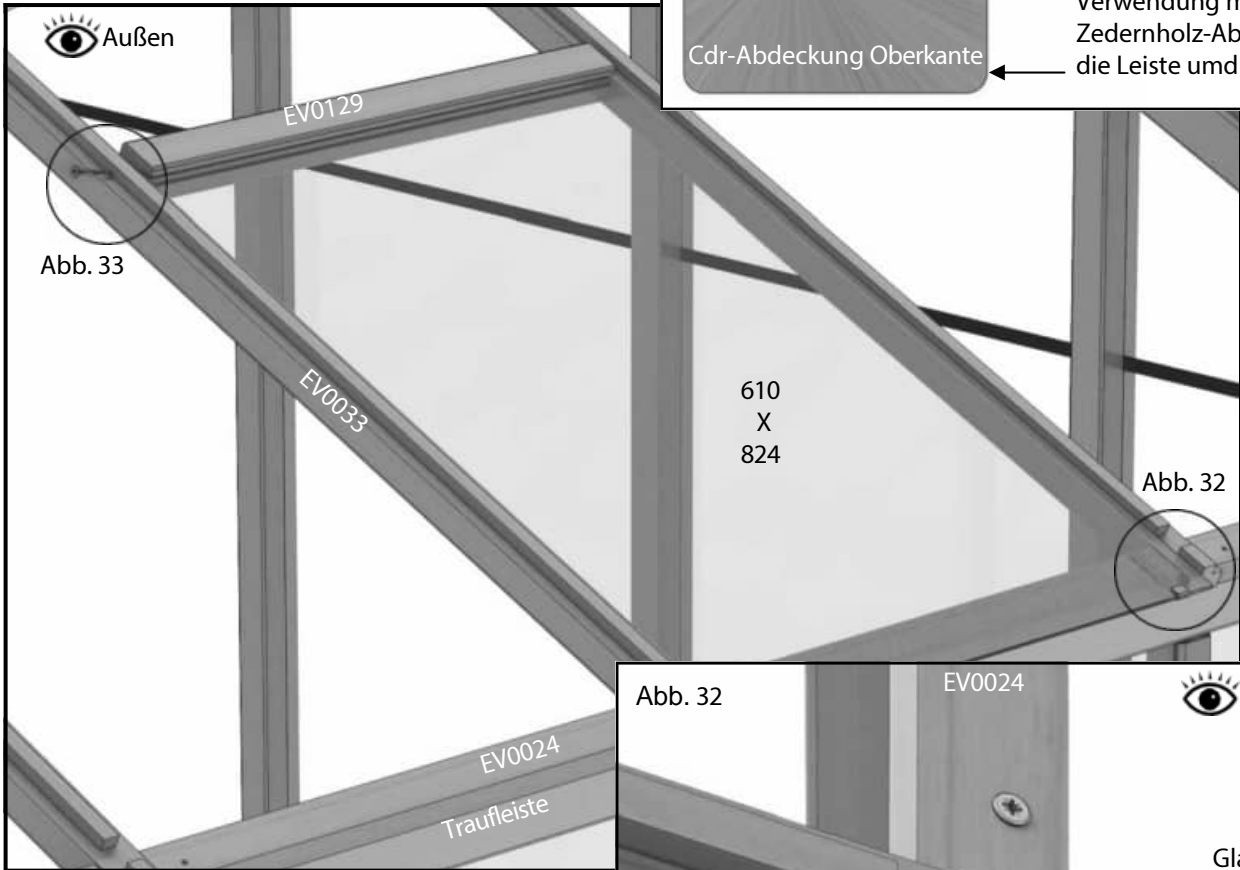 Außen
Verwendung
Cdr-Abdeckung Oberkante
Zedernholz-Ab
die Leiste umd
EV0129
Abb. 33
EV0033
610
X
824
Abb. 32
EV0024
Traufleiste
Abb. 32
EV0024